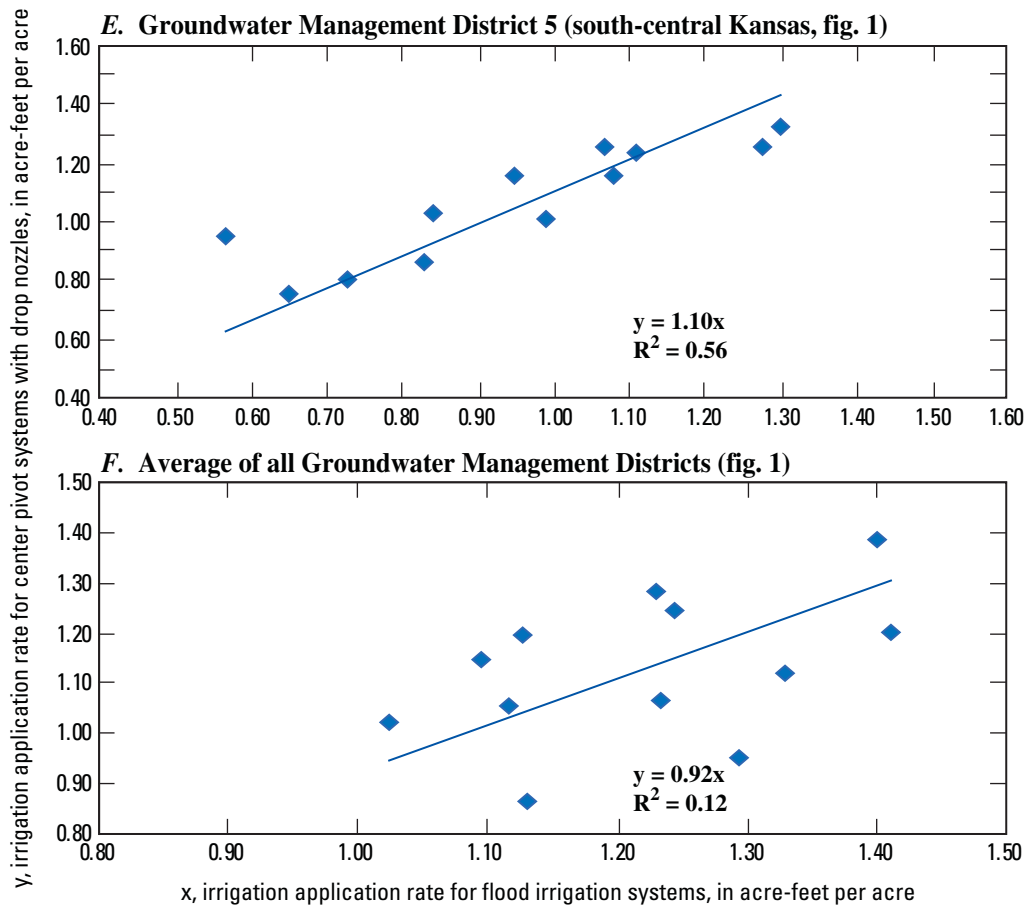 E. Groundwater Management District 5 (south-central Kansas, fig. 1)
1.60
1.40
1.20
1.00
0.80
0.60
0.40
y = 1.10x
R² = 0.56
0.40 0.50 0.60 0.70 0.80 0.90 1.00 1.10 1.20 1.30 1.40 1.50 1.60
F. Average of all Groundwater Management Districts (fig. 1)
1.50
1.40
1.30
1.20
1.10
1.00
0.90
0.80
y = 0.92x
R² = 0.12
0.80 0.90 1.00 1.10 1.20 1.30 1.40 1.50
x, irrigation application rate for flood irrigation systems, in acre-feet per acre
y, irrigation application rate for center pivot systems with drop nozzles, in acre-feet per acre